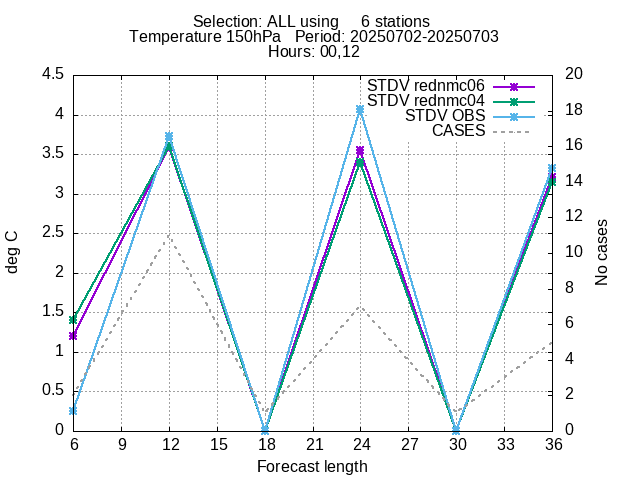 Selection: ALL using     6 stations
Temperature 150hPa   Period: 20250702-20250703
Hours: 00,12
STDV rednmc06
STDV rednmc04
STDV OBS
CASES
4.5
4
3.5
3
2.5
2
1.5
1
0.5
0
deg C
20
18
16
14
12
10
8
6
4
2
0
No cases
6 9 12 15 18 21 24 27 30 33 36
Forecast length